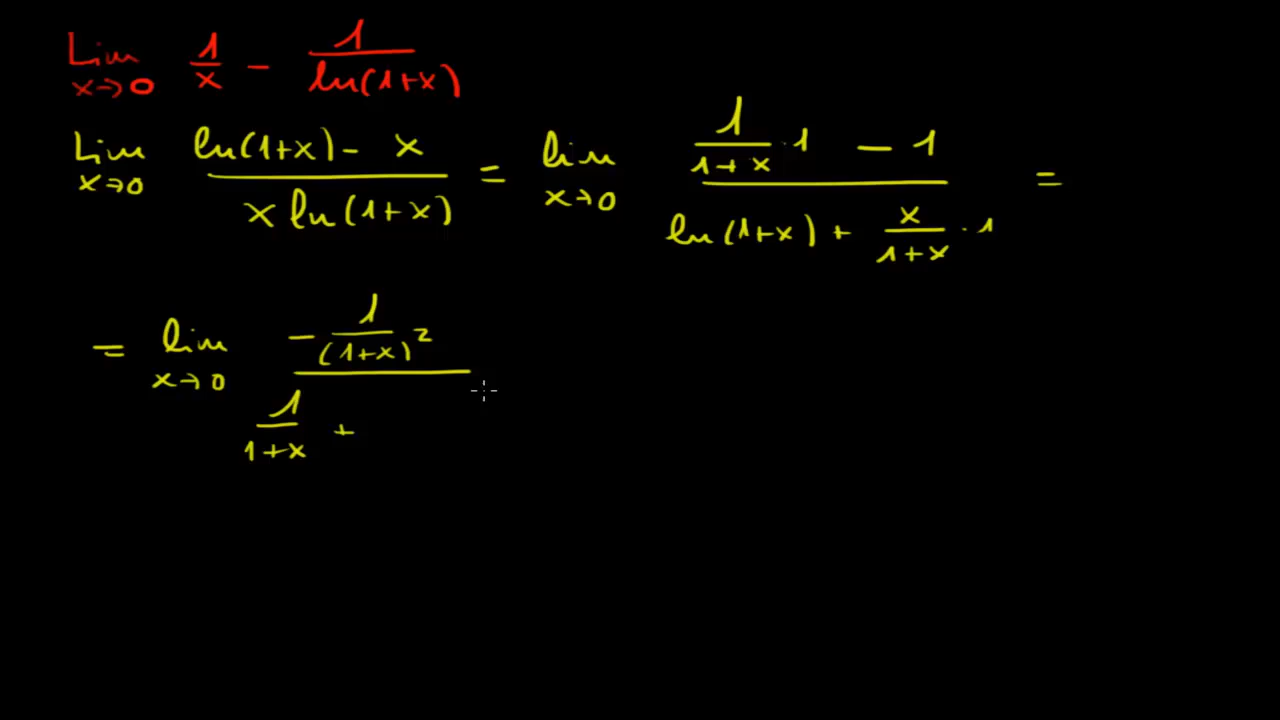 Lim x→0 1/x - 1/ln(1+x)
Lim x→0 (ln(1+x) - x)/(x ln(1+x)) = lim x→0 (1/(1+x) · 1 - 1)/(ln(1+x) + x/(1+x) · 1) =
= lim x→0 (-1/(1+x)²)/(1/(1+x) +